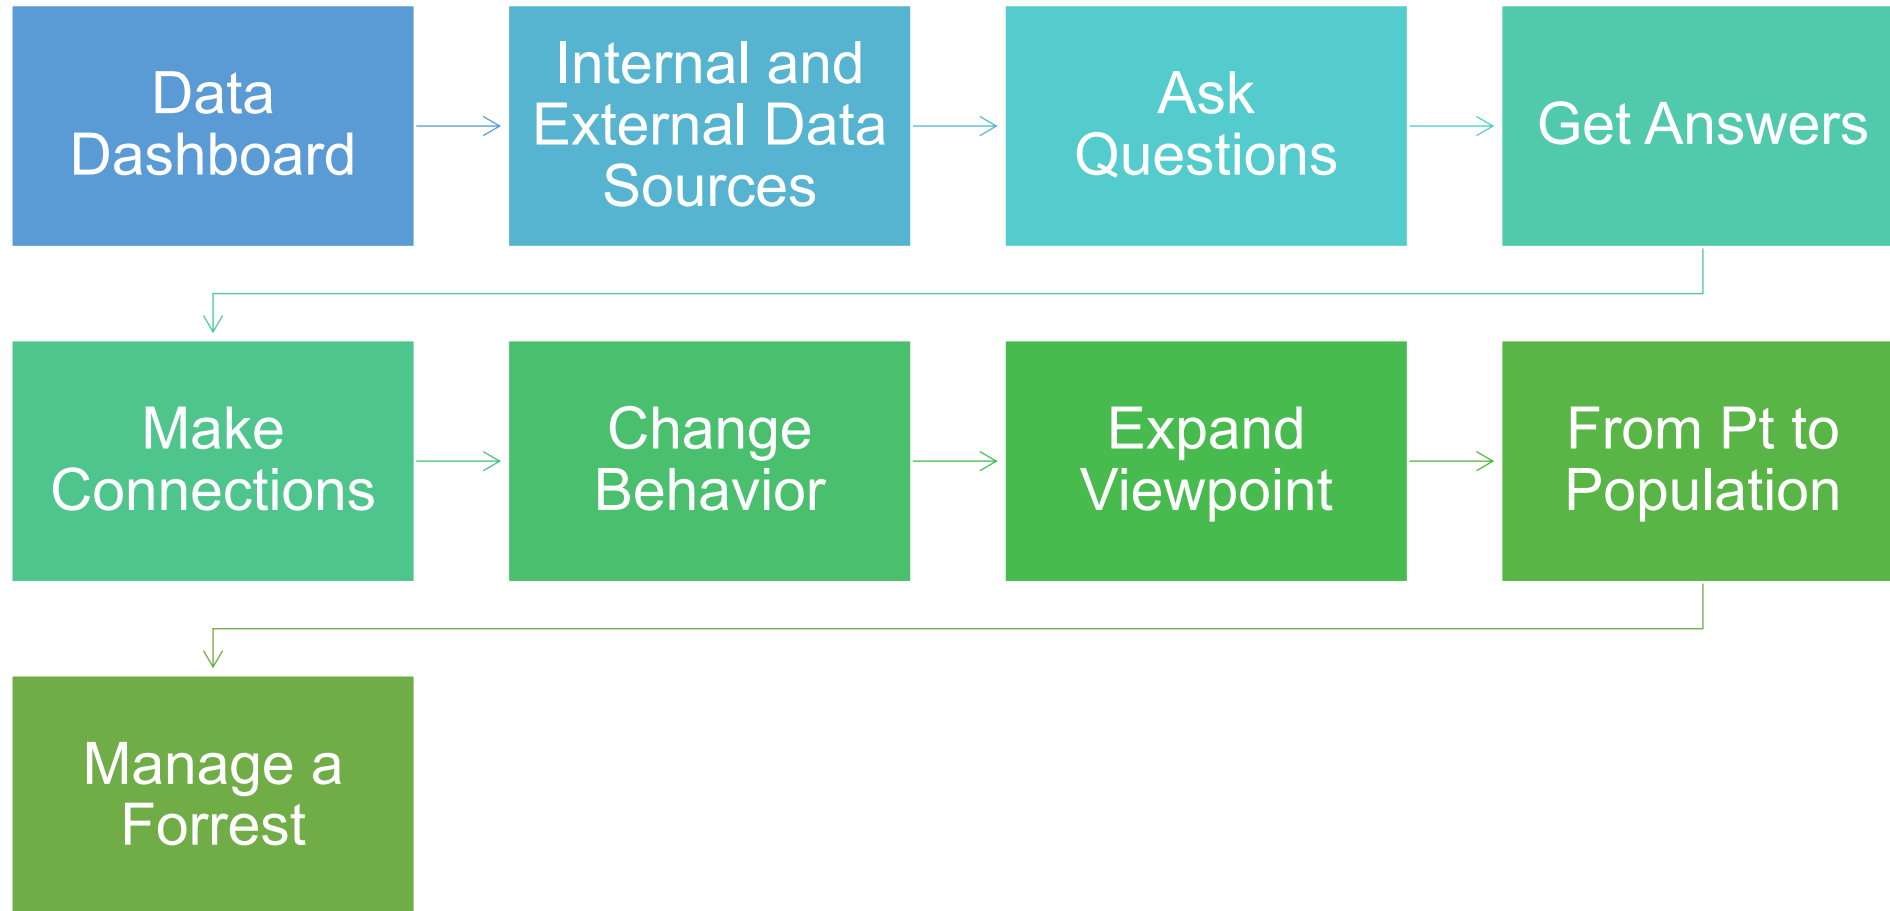 Data
Dashboard
Internal and
External Data
Sources
Ask
Questions
Get Answers
Make
Connections
Change
Behavior
Expand
Viewpoint
From Pt to
Population
Manage a
Forrest